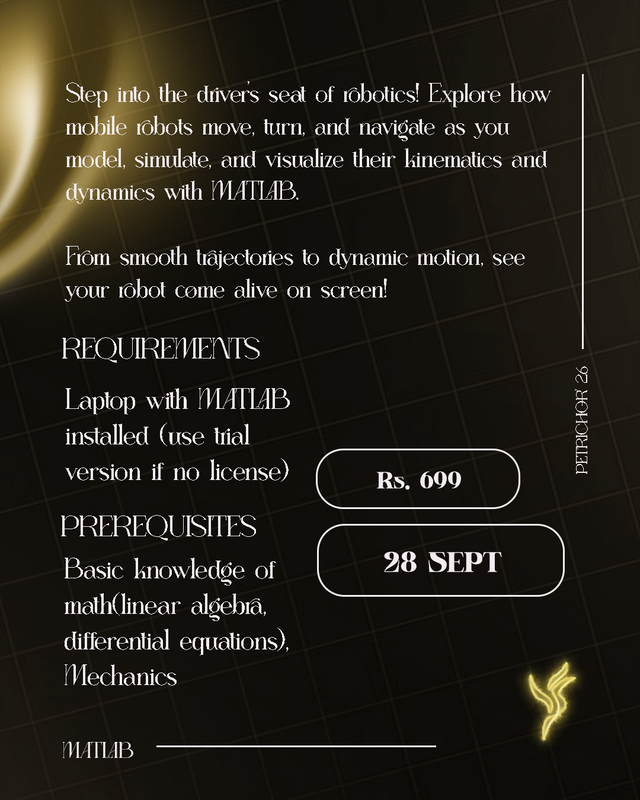 Step into the driver's seat of robotics! Explore how
mobile robots move, turn, and navigate as you
model, simulate, and visualize their kinematics and
dynamics with MATLAB.
From smooth trajectories to dynamic motion, see
your robot come alive on screen!
REQUIREMENTS
Laptop with MATLAB
installed (use trial
version if no license)
Rs. 699
PREREQUISITES
28 SEPT
Basic knowledge of
math(linear algebra,
differential equations),
Mechanics
MATLAB
PETRICHOR 26